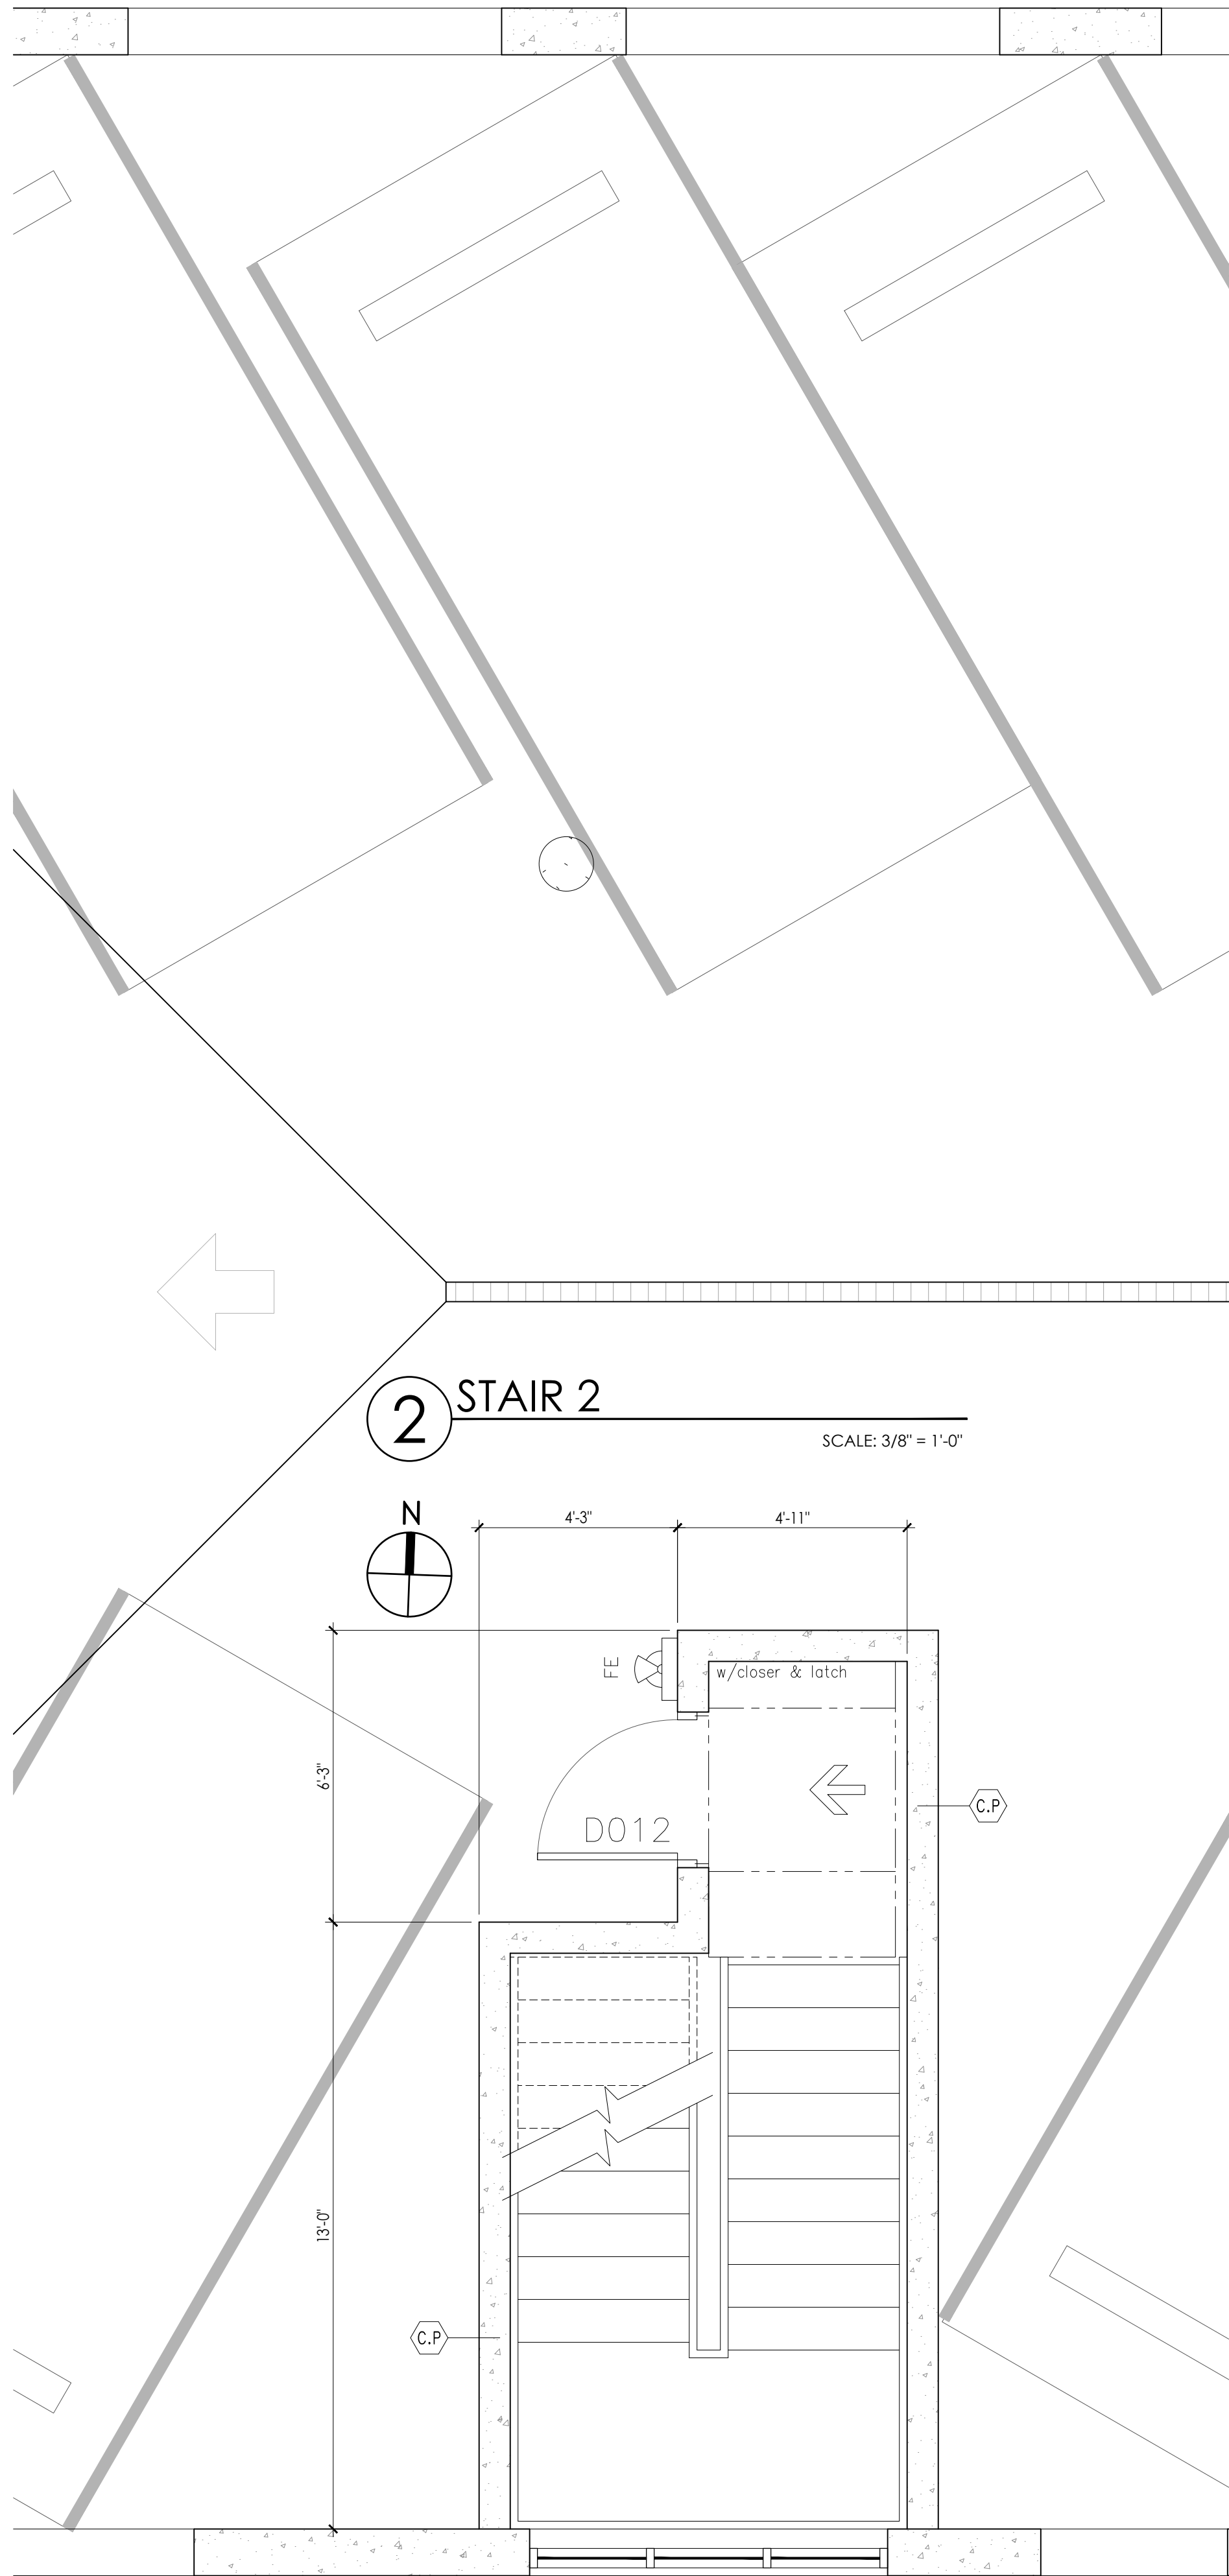 2
STAIR 2
SCALE: 3/8" = 1'-0"
N
4'-3"
4'-11"
FE
w/closer & latch
6'-3"
C.P
D012
13'-0"
C.P